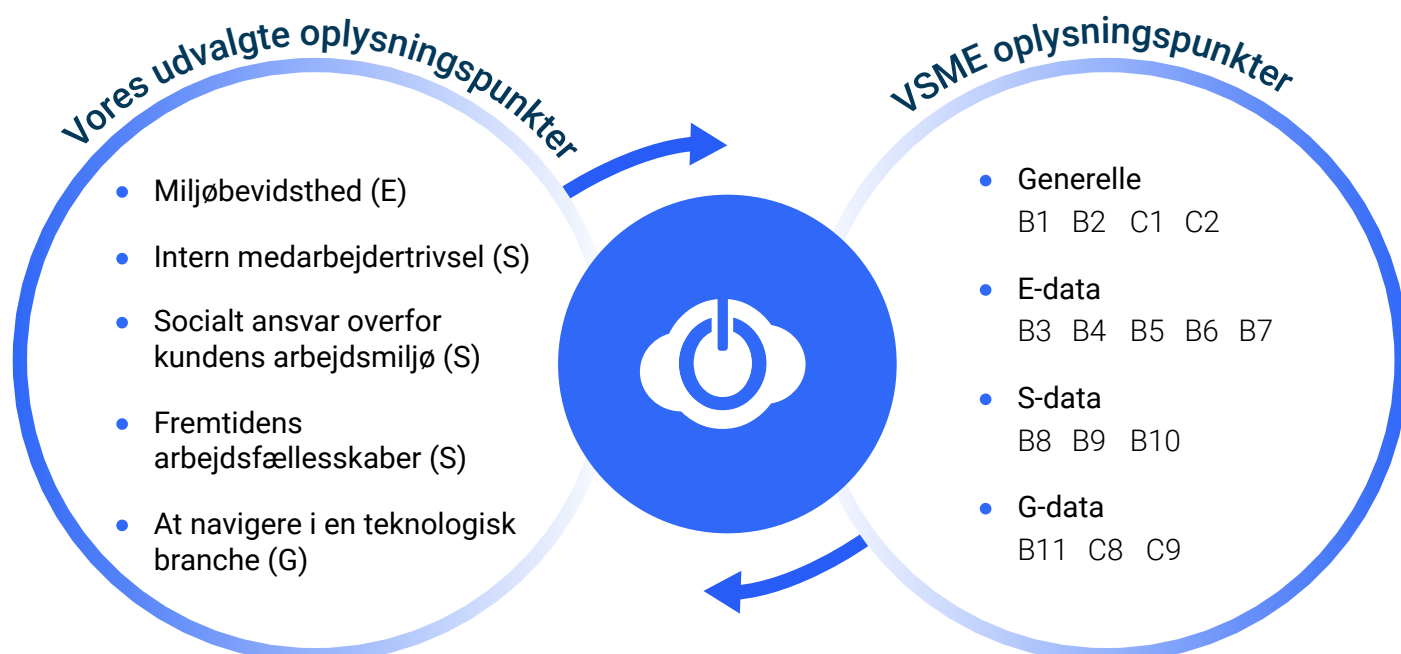 Vores udvalgte oplysningspunkter
Miljøbevidsthed (E)
Intern medarbejdertrivsel (S)
Socialt ansvar overfor
kundens arbejdsmiljø (S)
Fremtidens
arbejdsfællesskaber (S)
At navigere i en teknologisk
branche (G)
VSME oplysningspunkter
Generelle
B1 B2 C1 C2
E-data
B3 B4 B5 B6 B7
S-data
B8 B9 B10
G-data
B11 C8 C9